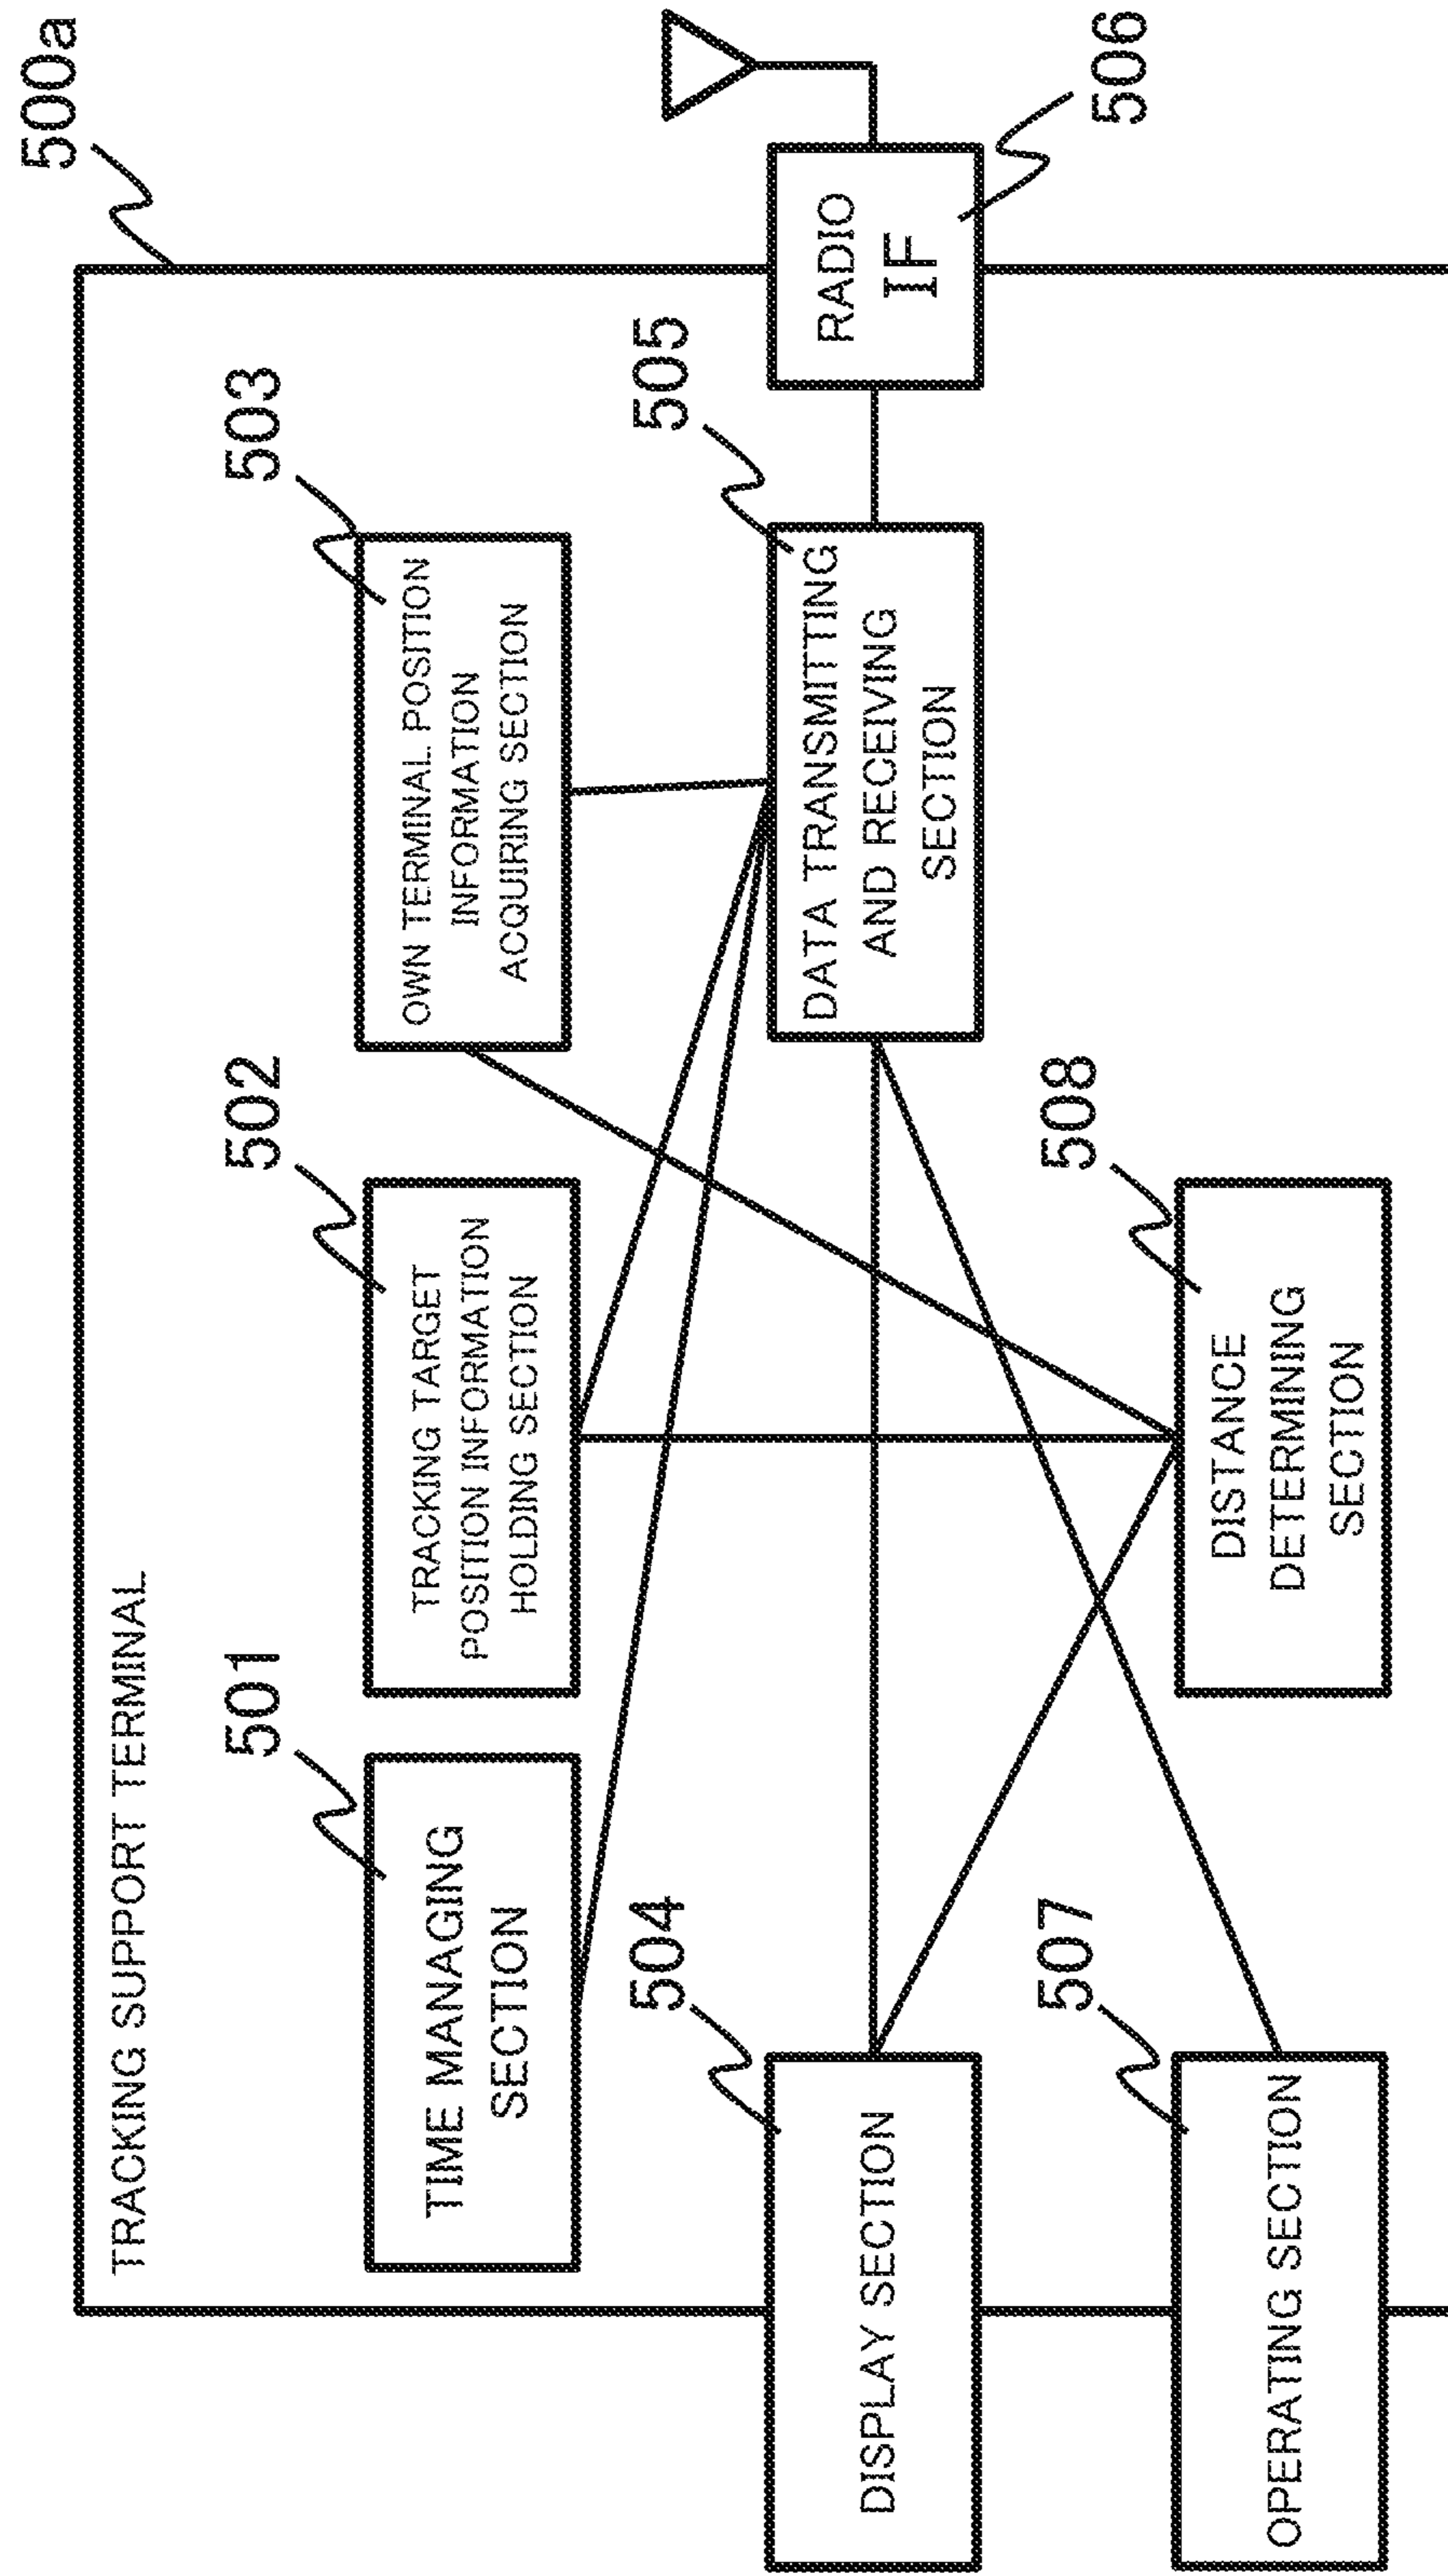 500a
TRACKING SUPPORT TERMINAL
501
502
503
TIME MANAGING
SECTION
TRACKING TARGET
POSITION INFORMATION
HOLDING SECTION
OWN TERMINAL POSITION
INFORMATION
ACQUIRING SECTION
504
505
DISPLAY SECTION
DATA TRANSMITTING
AND RECEIVING
SECTION
RADIO
IF
506
507
508
OPERATING SECTION
DISTANCE
DETERMINING
SECTION